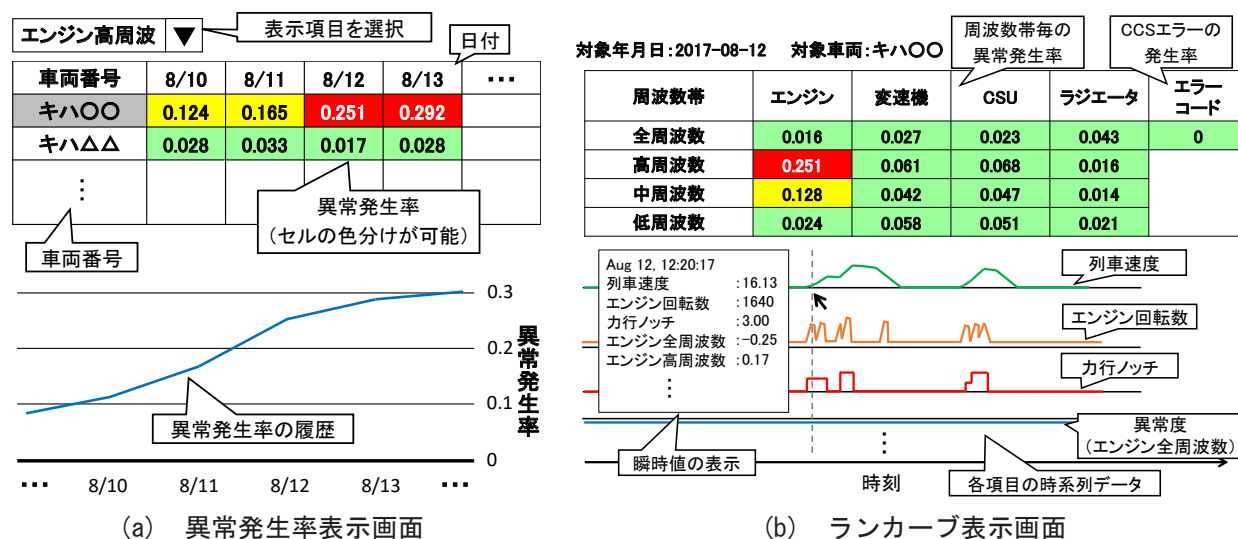 エンジン高周波 ▼
表示項目を選択
日付
車両番号 8/10 8/11 8/12 8/13 …
キハ〇〇 0.124 0.165 0.251 0.292
キハ△△ 0.028 0.033 0.017 0.028
⋮
異常発生率
(セルの色分けが可能)
車両番号
0.3
0.2
0.1
0
異常発生率
異常発生率の履歴
… 8/10 8/11 8/12 8/13 …
(a) 異常発生率表示画面
対象年月日:2017-08-12 対象車両:キハ〇〇
周波数帯毎の
異常発生率
CCSエラーの
発生率
周波数帯 エンジン 変速機 CSU ラジエータ エラー
コード
全周波数 0.016 0.027 0.023 0.043 0
高周波数 0.251 0.061 0.068 0.016
中周波数 0.128 0.042 0.047 0.014
低周波数 0.024 0.058 0.051 0.021
Aug 12, 12:20:17
列車速度 :16.13
エンジン回転数 :1640
力行ノッチ :3.00
エンジン全周波数 :-0.25
エンジン高周波数 :0.17
⋮
列車速度
エンジン回転数
力行ノッチ
異常度
(エンジン全周波数)
瞬時値の表示
⋮
時刻
各項目の時系列データ
(b) ランカーブ表示画面